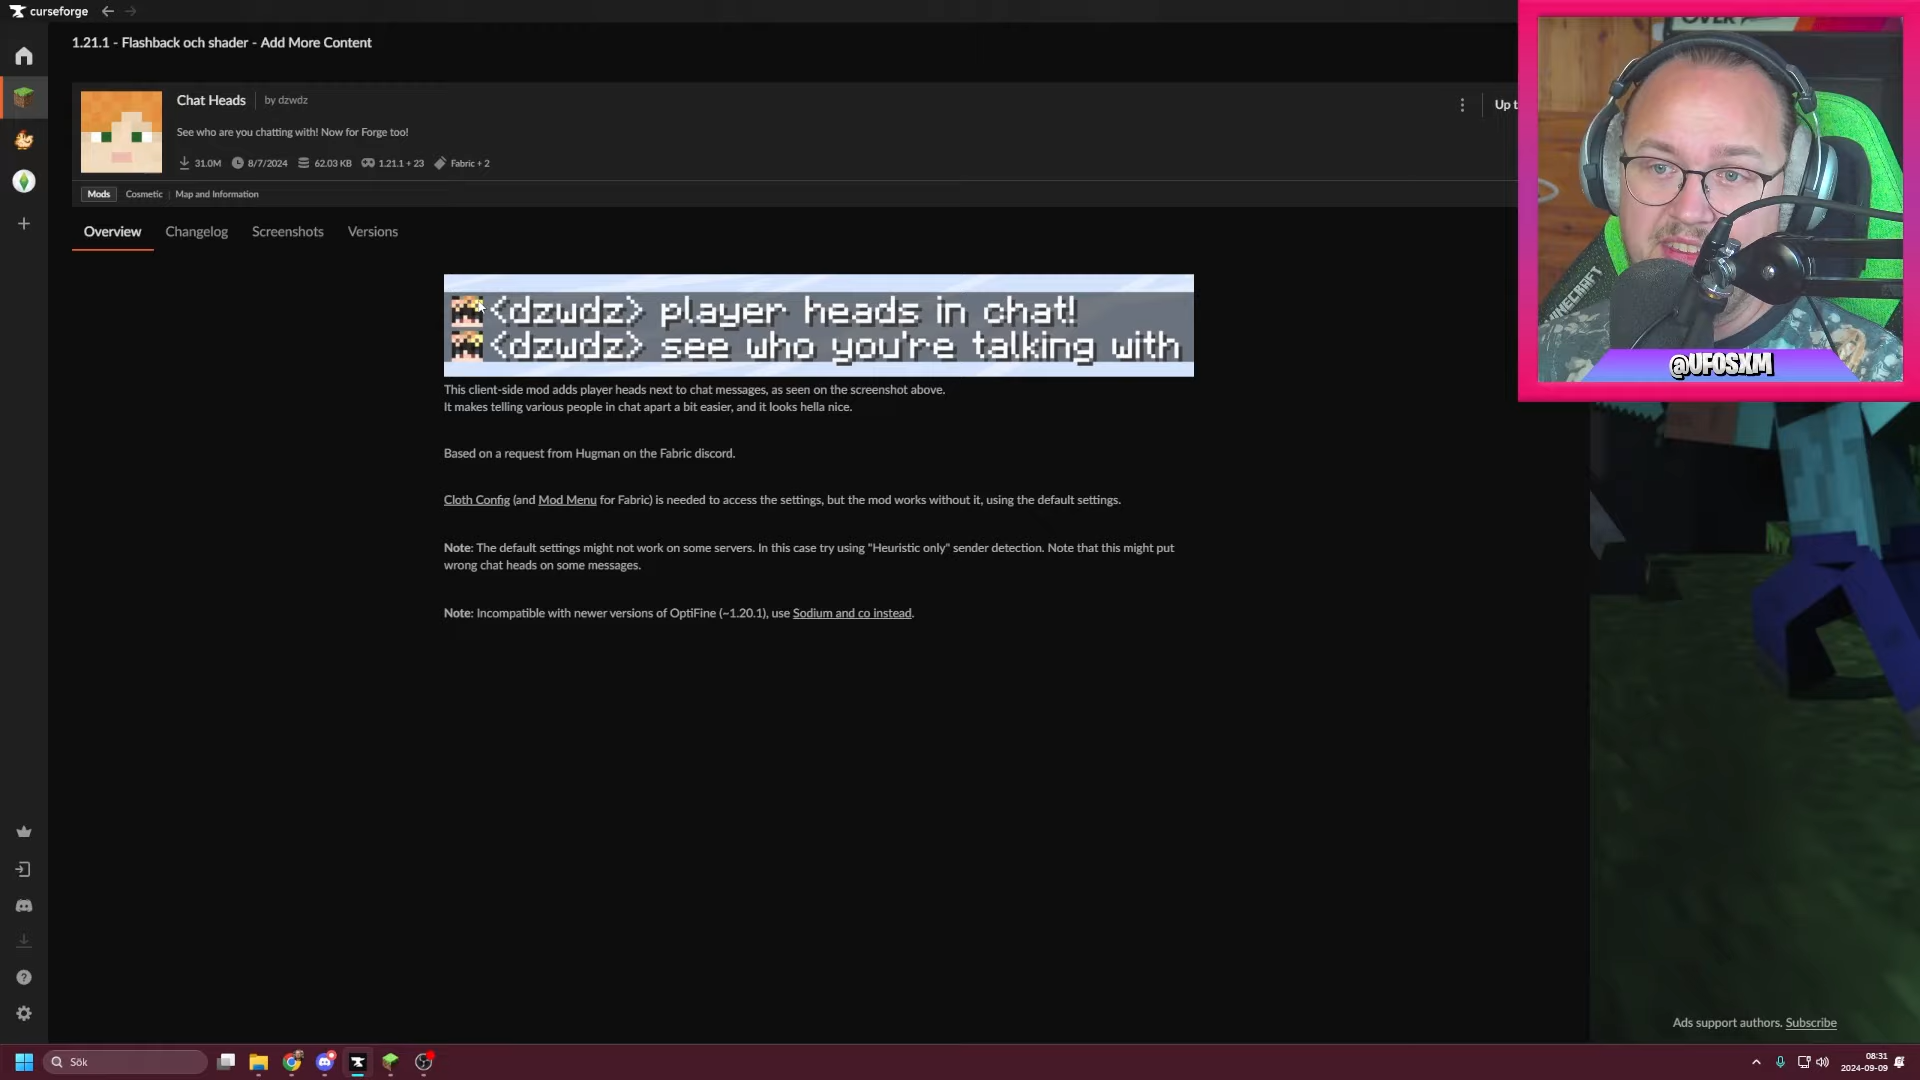 curseforge
1.21.1 - Flashback och shader - Add More Content
Chat Heads
by dzwdz
See who are you chatting with! Now for Forge too!
31.0M
8/7/2024
62.03 KB
1.21.1 + 23
Fabric + 2
Up t
Mods
Cosmetic
Map and Information
Overview
Changelog
Screenshots
Versions
<dzwdz> player heads in chat!
<dzwdz> see who you're talking with
This client-side mod adds player heads next to chat messages, as seen on the screenshot above.
It makes telling various people in chat apart a bit easier, and it looks hella nice.
Based on a request from Hugman on the Fabric discord.
Cloth Config (and Mod Menu for Fabric) is needed to access the settings, but the mod works without it, using the default settings.
Note: The default settings might not work on some servers. In this case try using "Heuristic only" sender detection. Note that this might put
wrong chat heads on some messages.
Note: Incompatible with newer versions of OptiFine (~1.20.1), use Sodium and co instead.
OVER
MINECRAFT
@UFOSXM
Ads support authors. Subscribe
Sök
08:31
2024-09-09